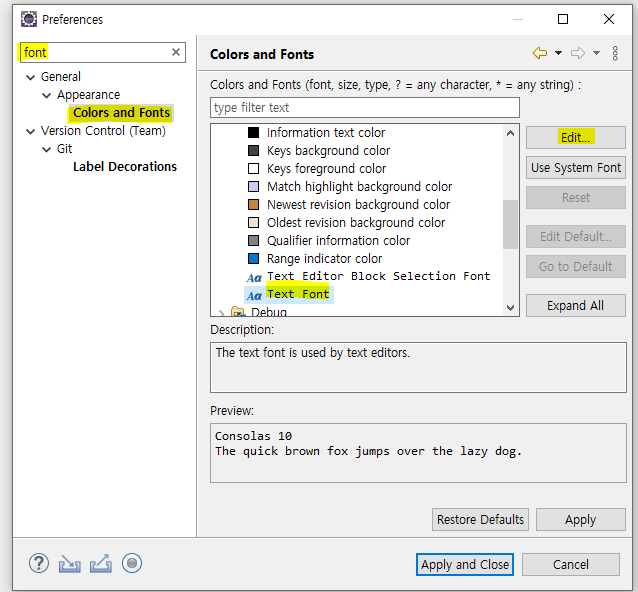 Preferences
font
General
Appearance
Colors and Fonts
Version Control (Team)
Git
Label Decorations
Colors and Fonts
Colors and Fonts (font, size, type, ? = any character, * = any string) :
type filter text
Information text color
Keys background color
Keys foreground color
Match highlight background color
Newest revision background color
Oldest revision background color
Qualifier information color
Range indicator color
Aa Text Editor Block Selection Font
Aa Text Font
Debug
Edit...
Use System Font
Reset
Edit Default...
Go to Default
Expand All
Description:
The text font is used by text editors.
Preview:
Consolas 10
The quick brown fox jumps over the lazy dog.
Restore Defaults
Apply
?
Apply and Close
Cancel